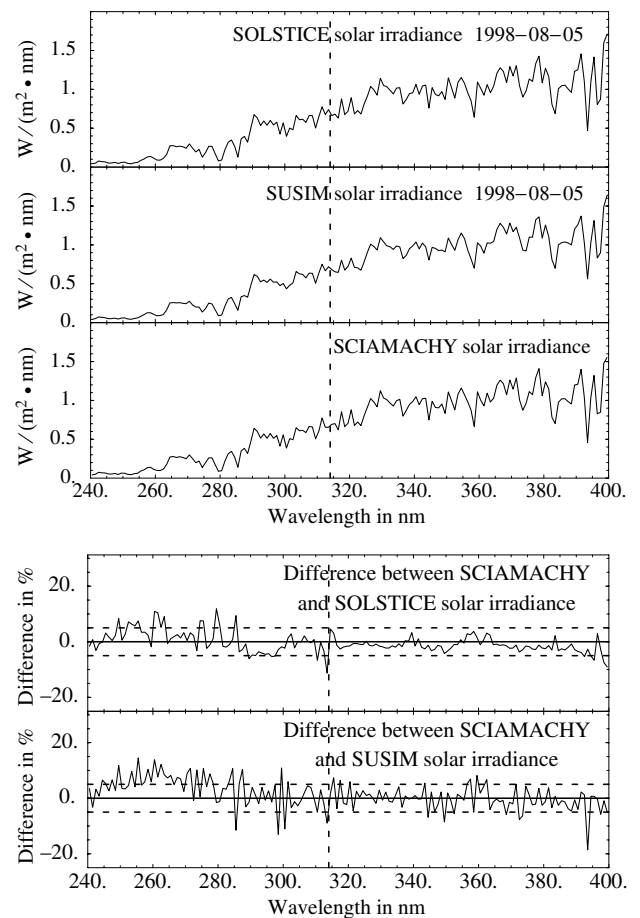 SOLSTICE solar irradiance 1998−08−05
W / (m² • nm)
1.5
1.
0.5
0.
SUSIM solar irradiance 1998−08−05
W / (m² • nm)
1.5
1.
0.5
0.
SCIAMACHY solar irradiance
W / (m² • nm)
1.5
1.
0.5
0.
240. 260. 280. 300. 320. 340. 360. 380. 400.
Wavelength in nm
Difference between SCIAMACHY
and SOLSTICE solar irradiance
Difference in %
20.
0.
−20.
Difference between SCIAMACHY
and SUSIM solar irradiance
Difference in %
20.
0.
−20.
240. 260. 280. 300. 320. 340. 360. 380. 400.
Wavelength in nm